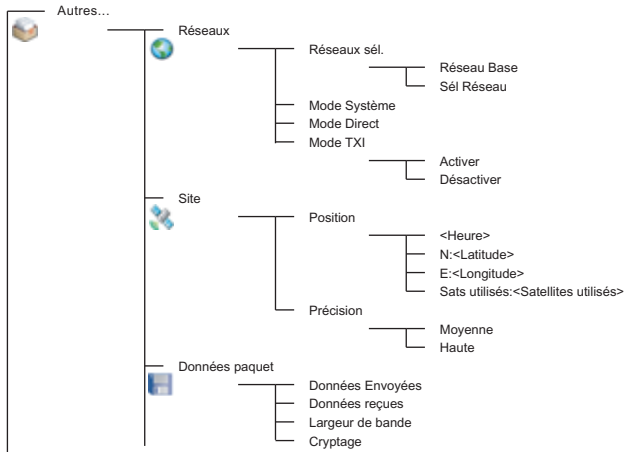 Autres...
Réseaux
Réseaux sél.
Réseau Base
Sél Réseau
Mode Système
Mode Direct
Mode TXI
Activer
Désactiver
Site
Position
<Heure>
N:<Latitude>
E:<Longitude>
Sats utilisés:<Satellites utilisés>
Précision
Moyenne
Haute
Données paquet
Données Envoyées
Données reçues
Largeur de bande
Cryptage